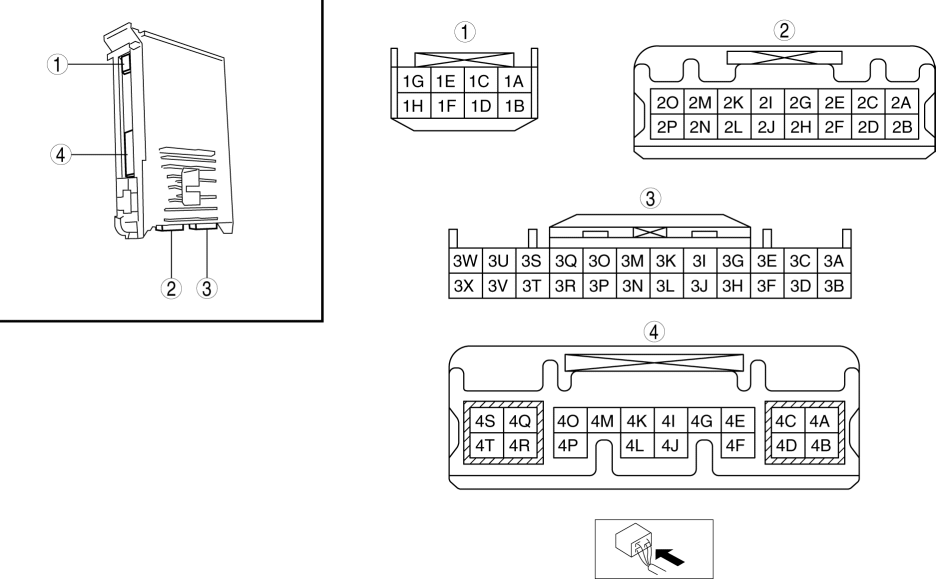 ①
④
②
③
①
1G 1E 1C 1A
1H 1F 1D 1B
②
2O 2M 2K 2I 2G 2E 2C 2A
2P 2N 2L 2J 2H 2F 2D 2B
③
3W 3U 3S 3Q 3O 3M 3K 3I 3G 3E 3C 3A
3X 3V 3T 3R 3P 3N 3L 3J 3H 3F 3D 3B
④
4S 4Q 4O 4M 4K 4I 4G 4E 4C 4A
4T 4R 4P 4L 4J 4F 4D 4B